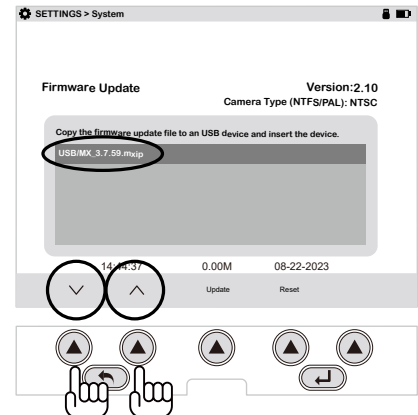 SETTINGS > System
Firmware Update
Version:2.10
Camera Type (NTFS/PAL): NTSC
Copy the firmware update file to an USB device and insert the device.
USB/MX_3.7.59.mxip
14:44:37 0.00M 08-22-2023
Update Reset